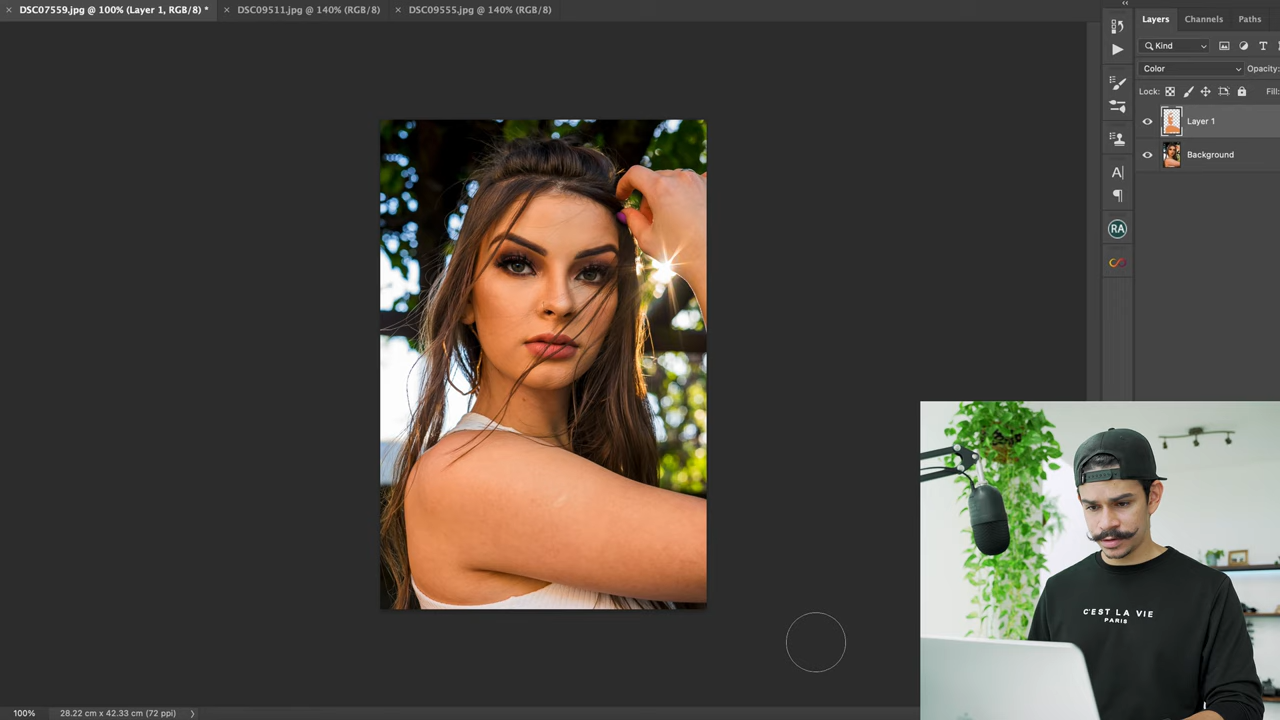 × DSC07559.jpg @ 100% (Layer 1, RGB/8) * × DSC09511.jpg @ 140% (RGB/8) × DSC09555.jpg @ 140% (RGB/8)
Layers Channels Paths
Kind
Color Opacity:
Lock: Fill:
Layer 1
Background
A|
¶
RA
C'EST LA VIE
PARIS
100% 28.22 cm x 42.33 cm (72 ppi)